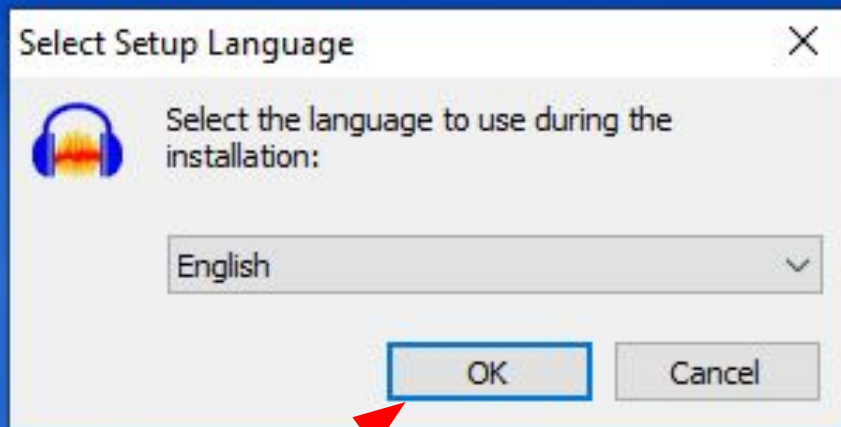 Select Setup Language
Select the language to use during the
installation:
English
OK
Cancel